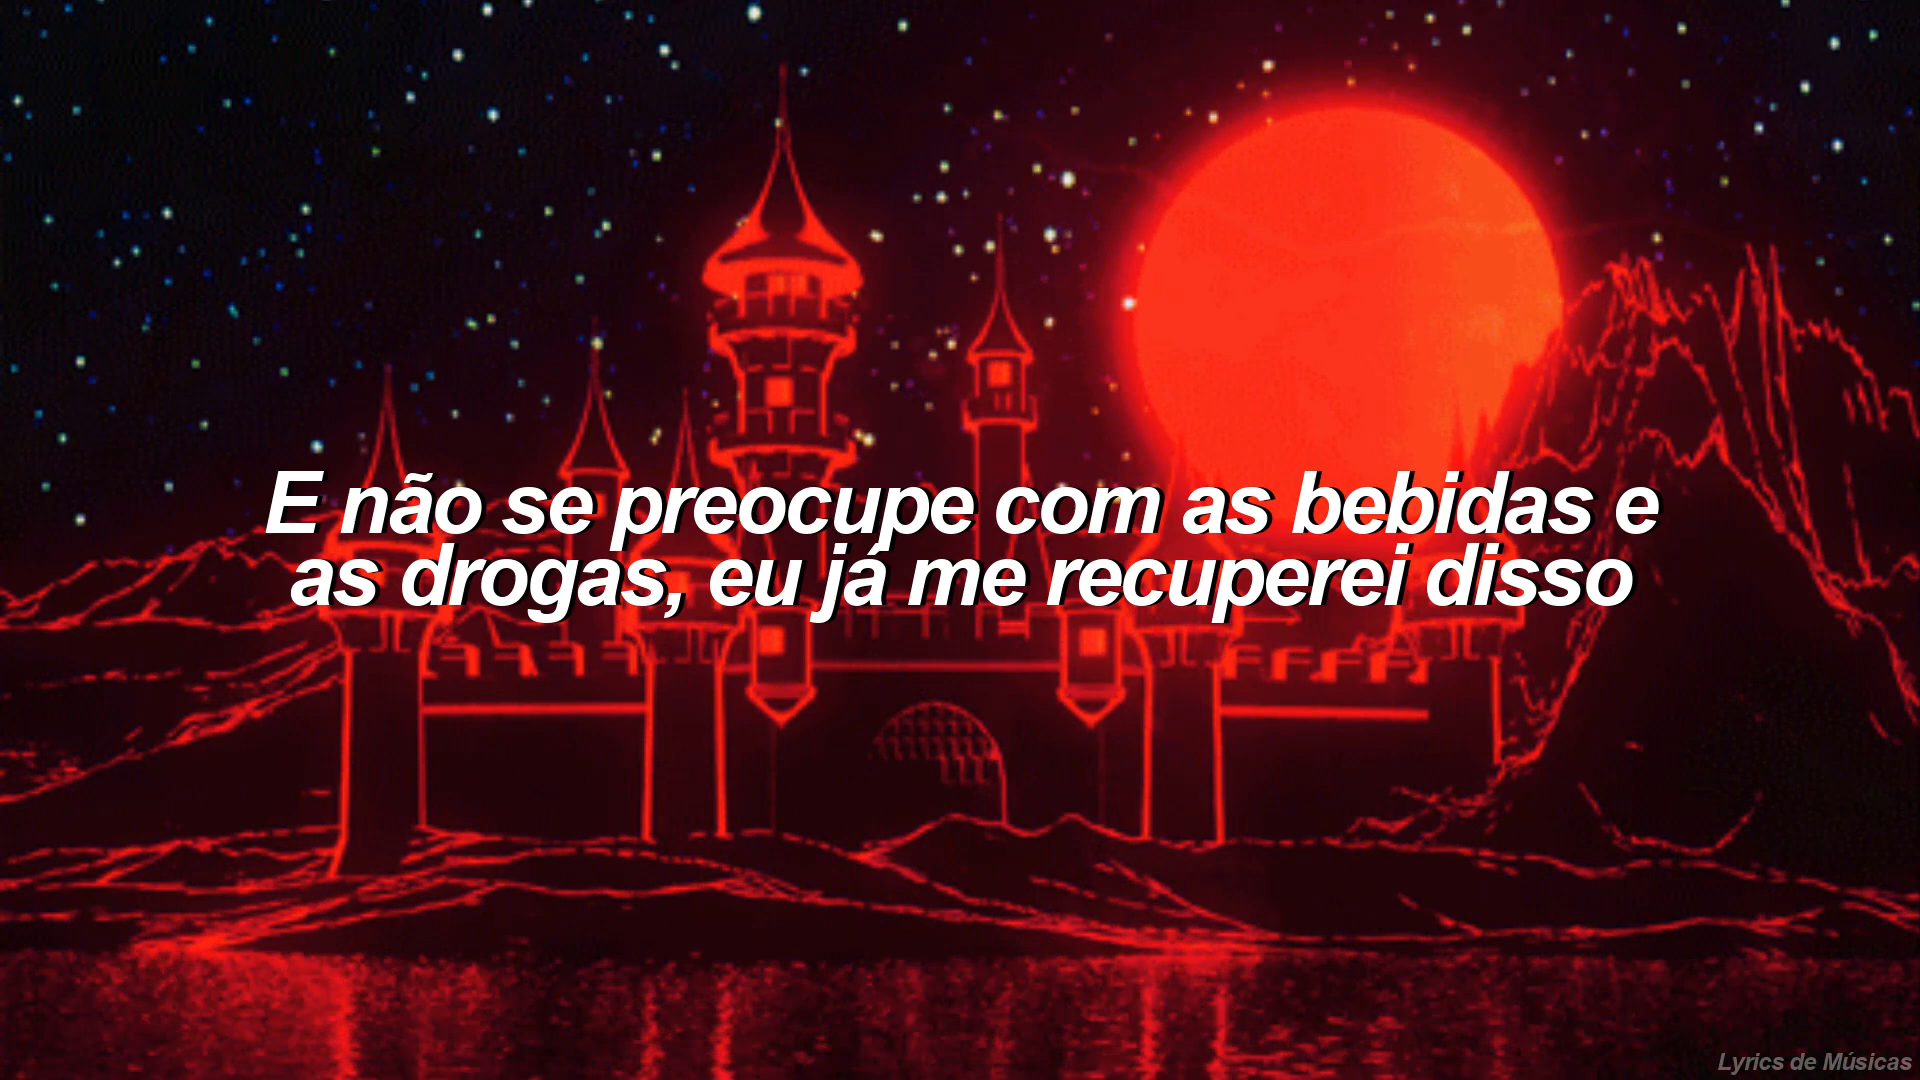 E não se preocupe com as bebidas e
as drogas, eu já me recuperei disso
Lyrics de Músicas